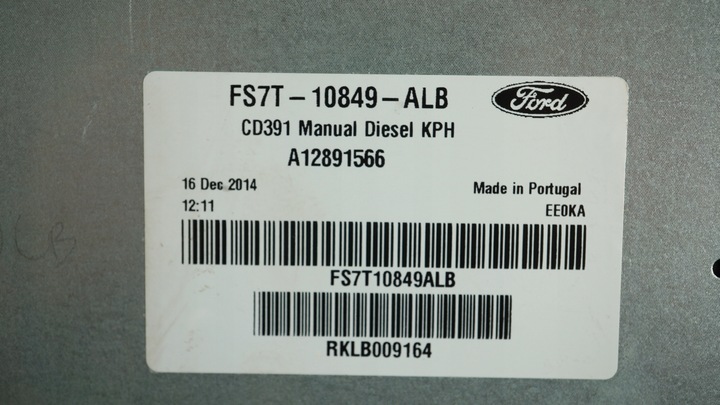 FS7T-10849-ALB
Ford
CD391 Manual Diesel KPH
A12891566
16 Dec 2014
Made in Portugal
12:11
EE0KA
FS7T10849ALB
RKLB009164